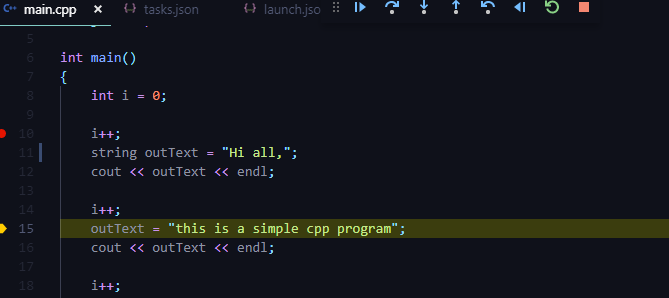 main.cpp tasks.json launch.jso
5
6 int main()
7 {
8 int i = 0;
9
10 i++;
11 string outText = "Hi all,";
12 cout << outText << endl;
13
14 i++;
15 outText = "this is a simple cpp program";
16 cout << outText << endl;
17
18 i++;